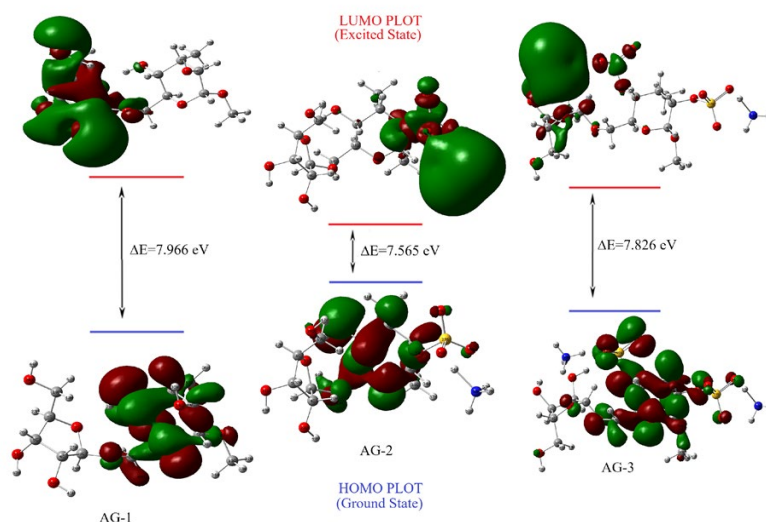 LUMO PLOT
(Excited State)
ΔE=7.966 eV
ΔE=7.565 eV
ΔE=7.826 eV
AG-1
AG-2
AG-3
HOMO PLOT
(Ground State)